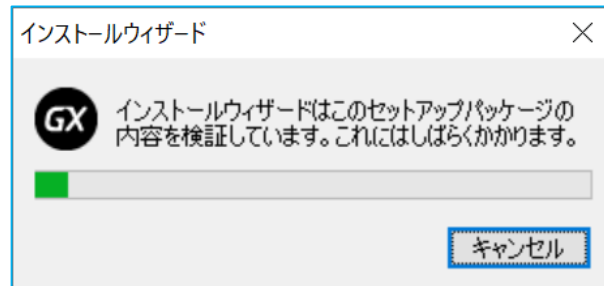 インストールウィザード
GX
インストールウィザードはこのセットアップパッケージの
内容を検証しています。これにはしばらくかかります。
キャンセル